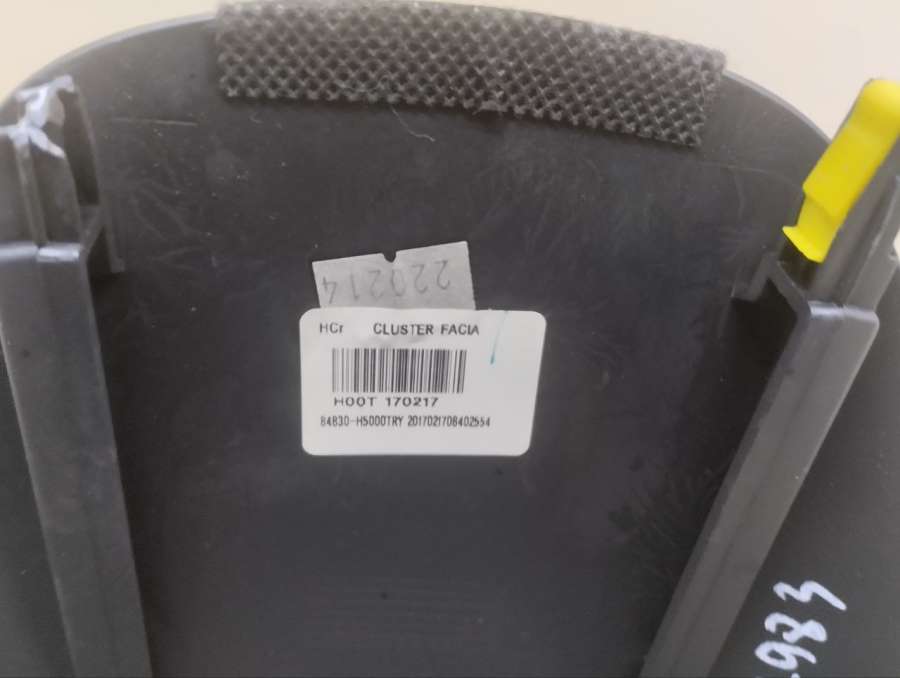 220214
HCr CLUSTER FACIA
H00T 170217
84830-H5000TRY 2017021708402554
983